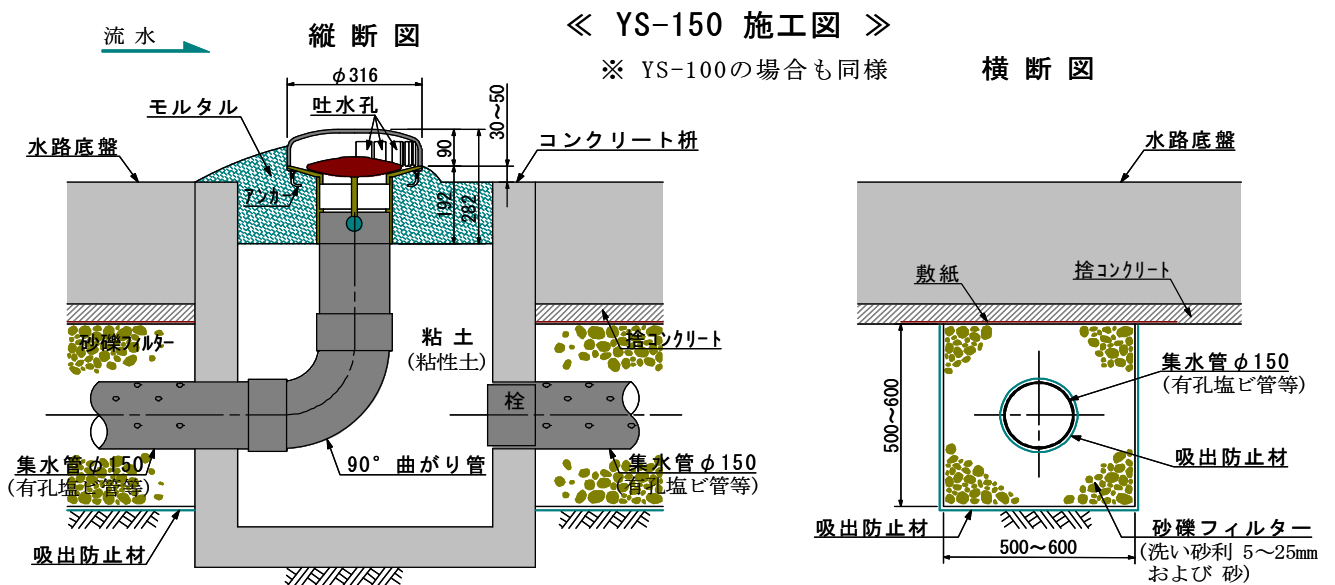 ≪ YS-150 施工図 ≫
※ YS-100の場合も同様
流水
縦断図
φ316
モルタル
吐水孔
30～50
90
水路底盤
コンクリート枡
アンカー
192
282
砂礫フィルター
粘土
(粘性土)
捨コンクリート
栓
集水管φ150
(有孔塩ビ管等)
90°曲がり管
集水管φ150
(有孔塩ビ管等)
吸出防止材
横断図
水路底盤
敷紙
捨コンクリート
集水管φ150
(有孔塩ビ管等)
500～600
吸出防止材
吸出防止材
500～600
砂礫フィルター
(洗い砂利 5～25mm
および 砂)